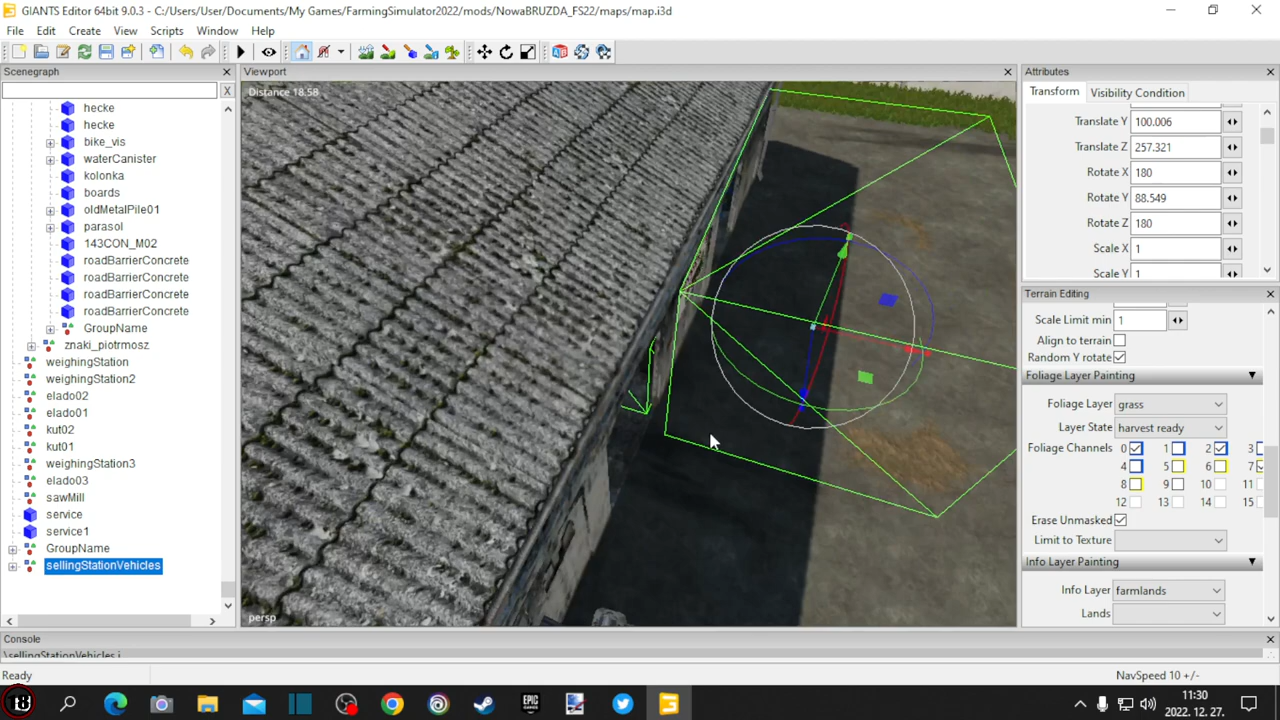 GIANTS Editor 64bit 9.0.3 - C:/Users/User/Documents/My Games/FarmingSimulator2022/mods/NowaBRUZDA_FS22/maps/map.i3d
File Edit Create View Scripts Window Help
Scenegraph
X
hecke
hecke
bike_vis
waterCanister
kolonka
boards
oldMetalPile01
parasol
143CON_M02
roadBarrierConcrete
roadBarrierConcrete
roadBarrierConcrete
roadBarrierConcrete
GroupName
znaki_piotrmosz
weighingStation
weighingStation2
elado02
elado01
kut02
kut01
weighingStation3
elado03
sawMill
service
service1
GroupName
sellingStationVehicles
Viewport
Distance 18.58
persp
Attributes
Transform Visibility Condition
Translate Y 100.006
Translate Z 257.321
Rotate X 180
Rotate Y 88.549
Rotate Z 180
Scale X 1
Scale Y 1
Terrain Editing
Scale Limit min 1
Align to terrain
Random Y rotate
Foliage Layer Painting
Foliage Layer grass
Layer State harvest ready
Foliage Channels 0 1 2 3
4 5 6 7
8 9 10 11
12 13 14 15
Erase Unmasked
Limit to Texture
Info Layer Painting
Info Layer farmlands
Lands
Console
\sellingStationVehicles.i
Ready
NavSpeed 10 +/-
EPIC GAMES
11:30
2022. 12. 27.